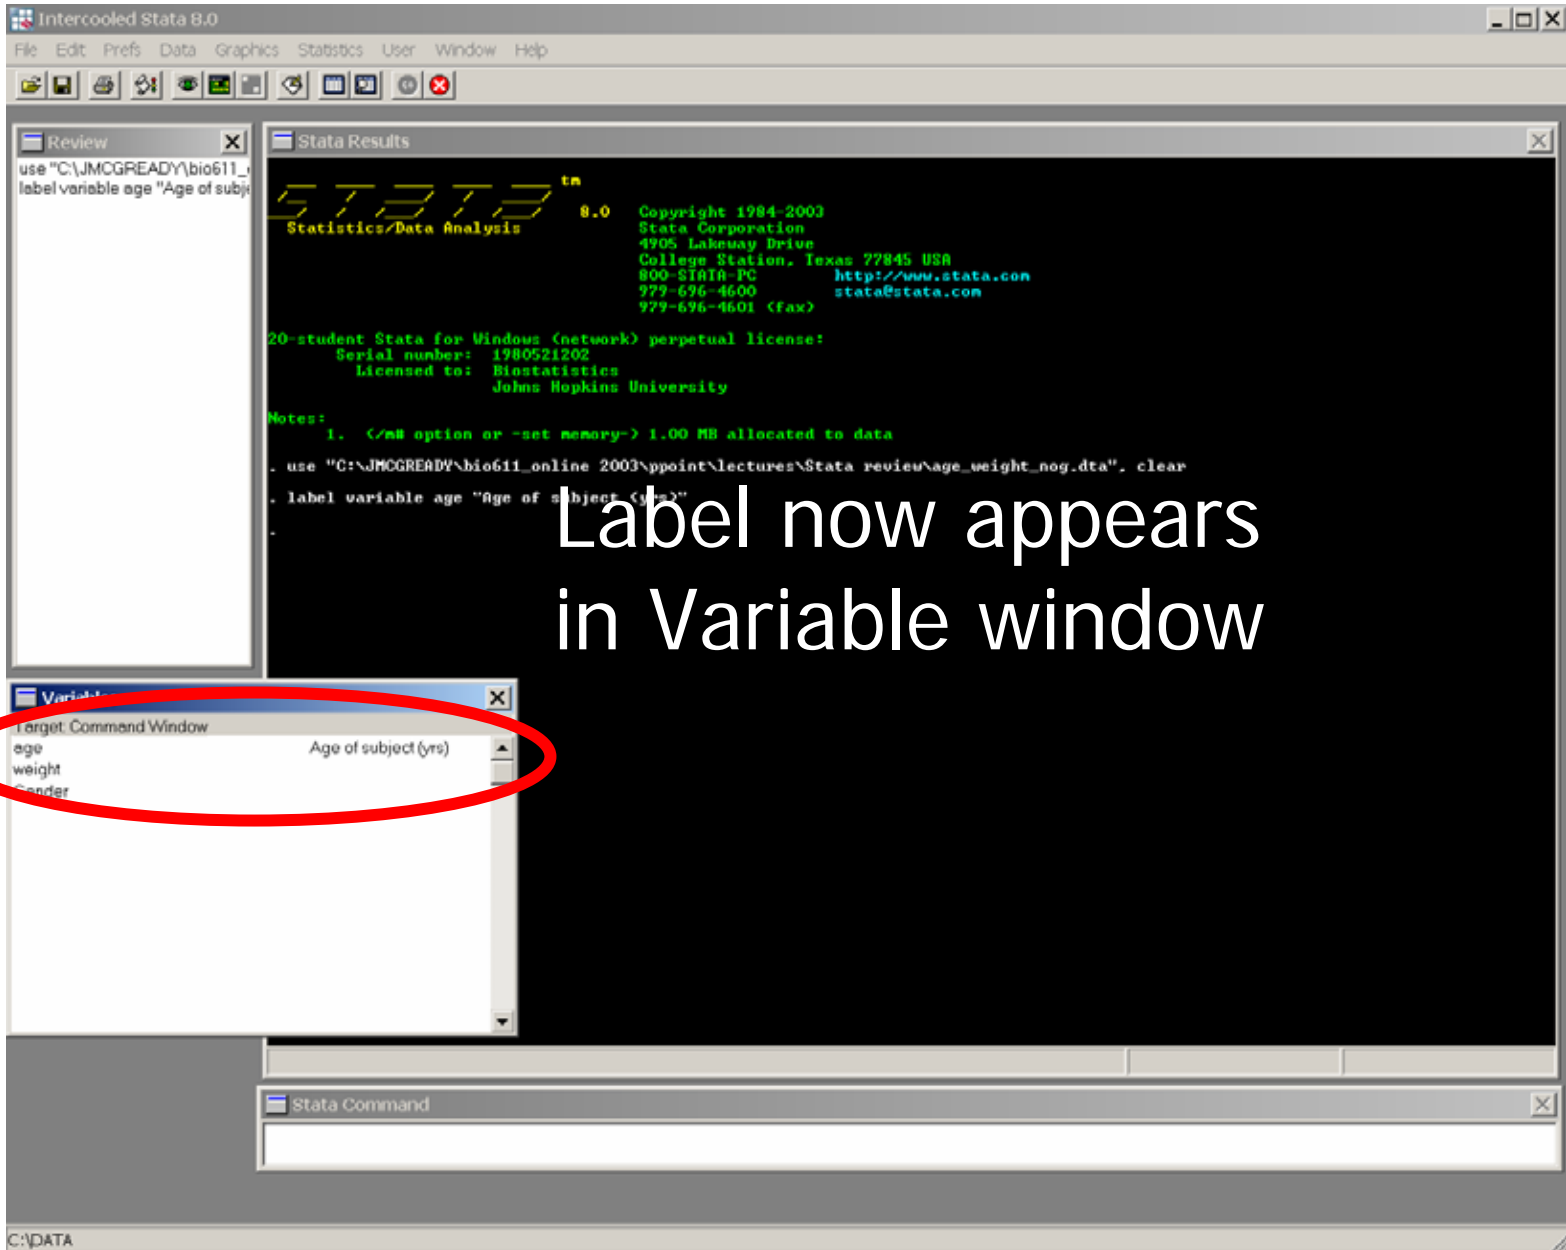 Intercooled Stata 8.0
File Edit Prefs Data Graphics Statistics User Window Help
Review
use "C:\JMCGREADY\bio611_
label variable age "Age of subje
Stata Results
tm
STATA 8.0 Copyright 1984-2003
Statistics/Data Analysis Stata Corporation
4905 Lakeway Drive
College Station, Texas 77845 USA
800-STATA-PC http://www.stata.com
979-696-4600 stata@stata.com
979-696-4601 (fax)
20-student Stata for Windows (network) perpetual license:
Serial number: 1980521202
Licensed to: Biostatistics
Johns Hopkins University
Notes:
1. (/m# option or -set memory-) 1.00 MB allocated to data
. use "C:\JMCGREADY\bio611_online 2003\ppoint\lectures\Stata review\age_weight_nog.dta", clear
. label variable age "Age of subject (yrs)"
.
Label now appears
in Variable window
Variables
Target: Command Window
age Age of subject (yrs)
weight
Gender
Stata Command
C:\DATA